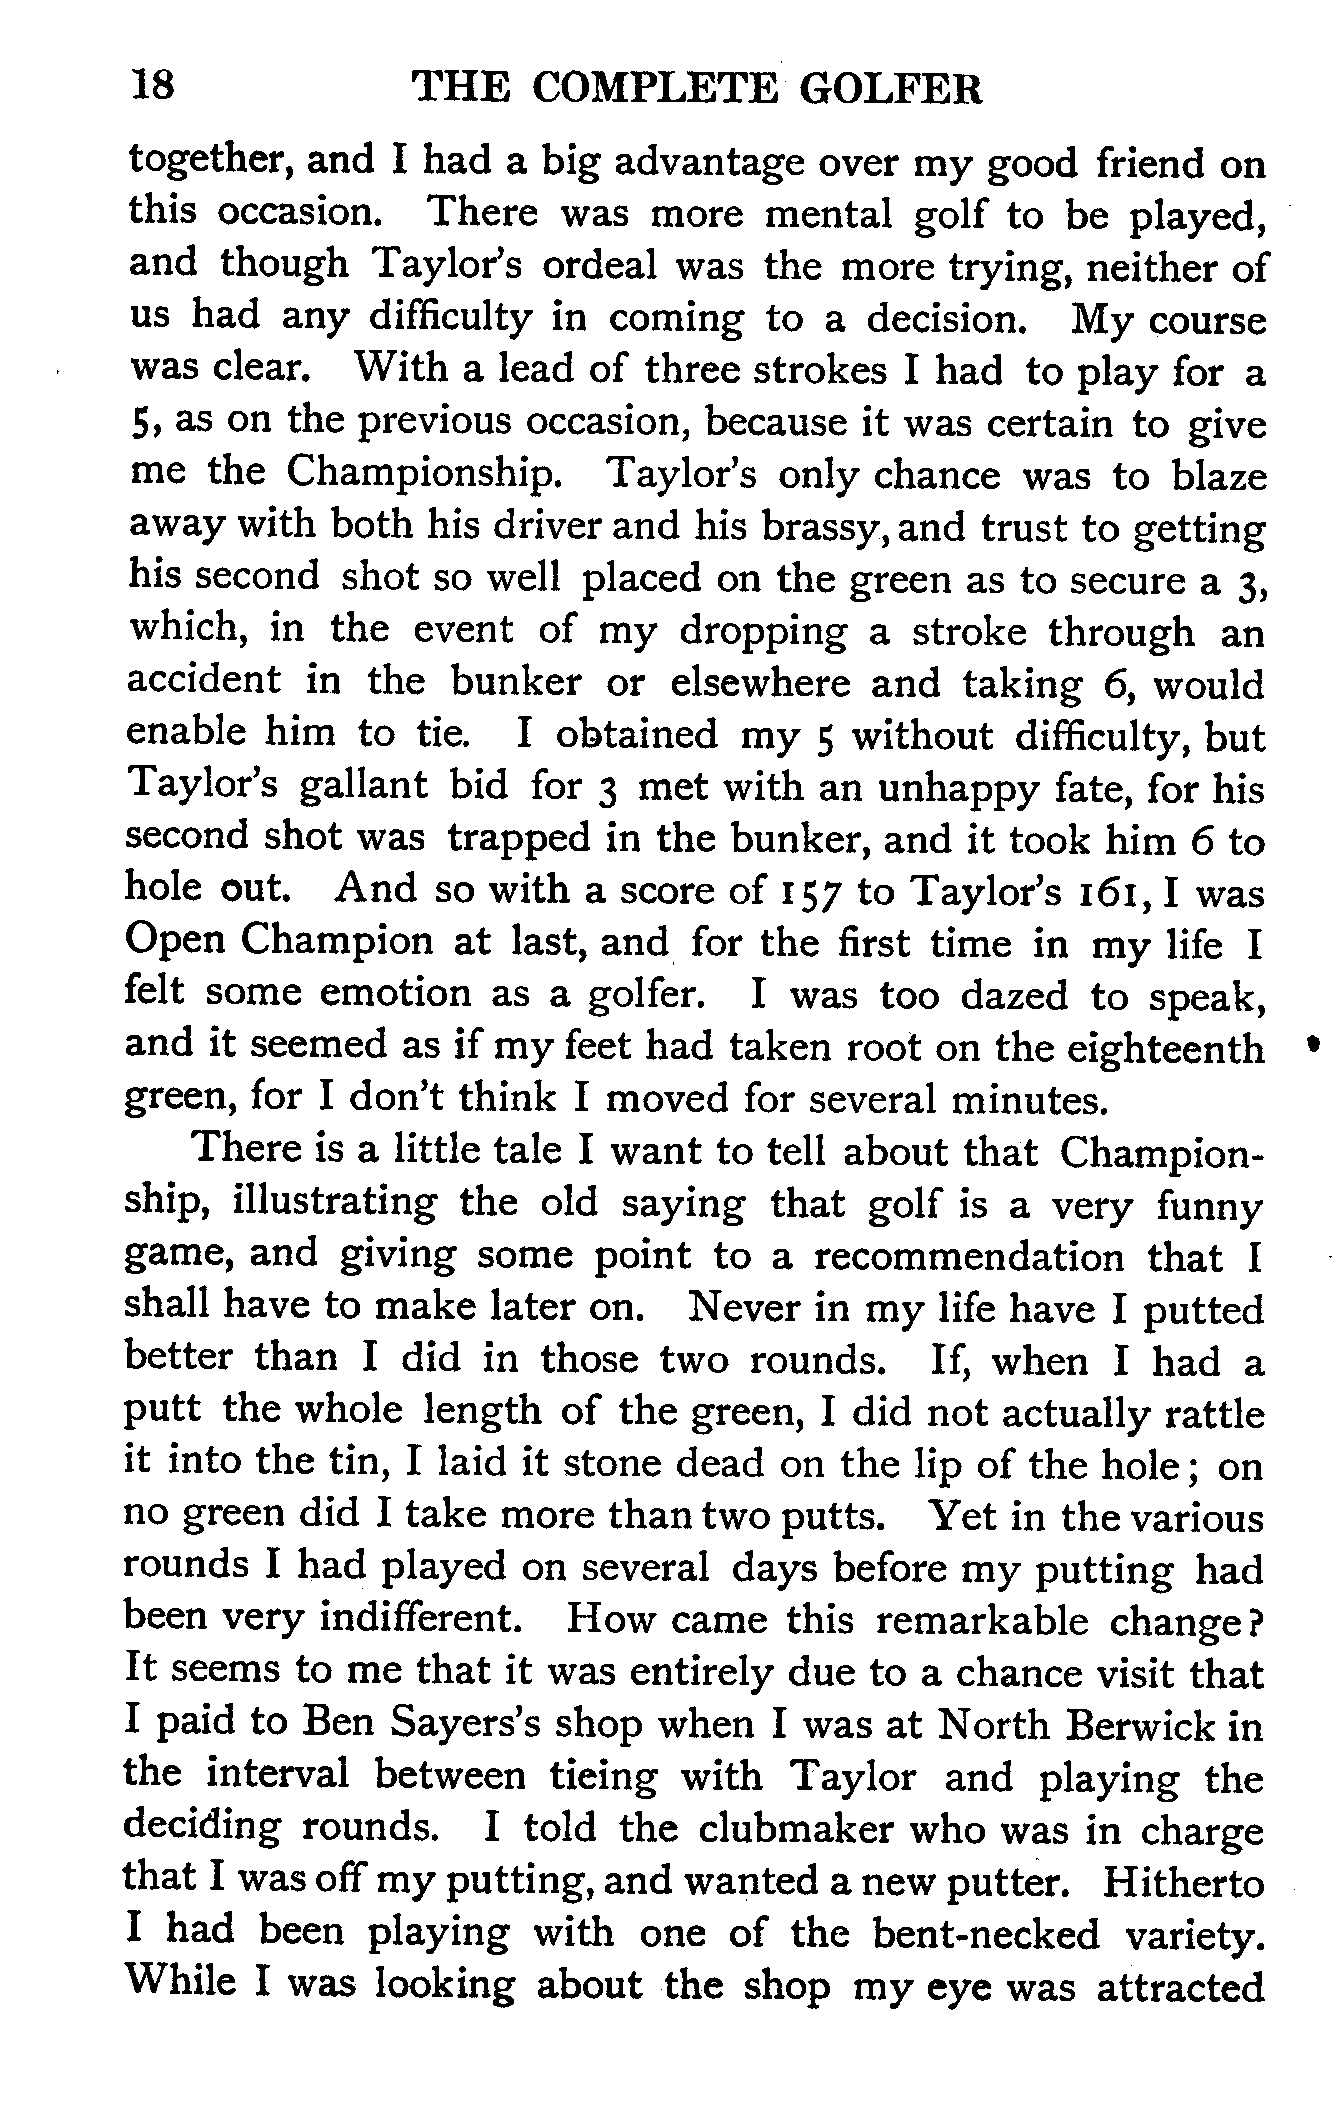 18 THE COMPLETE GOLFER
together, and I had a big advantage over my good friend on
this occasion. There was more mental golf to be played,
and though Taylor's ordeal was the more trying, neither of
us had any difficulty in coming to a decision. My course
was clear. With a lead of three strokes I had to play for a
5, as on the previous occasion, because it was certain to give
me the Championship. Taylor's only chance was to blaze
away with both his driver and his brassy, and trust to getting
his second shot so well placed on the green as to secure a 3,
which, in the event of my dropping a stroke through an
accident in the bunker or elsewhere and taking 6, would
enable him to tie. I obtained my 5 without difficulty, but
Taylor's gallant bid for 3 met with an unhappy fate, for his
second shot was trapped in the bunker, and it took him 6 to
hole out. And so with a score of 157 to Taylor's 161, I was
Open Champion at last, and for the first time in my life I
felt some emotion as a golfer. I was too dazed to speak,
and it seemed as if my feet had taken root on the eighteenth
green, for I don't think I moved for several minutes.
There is a little tale I want to tell about that Champion-
ship, illustrating the old saying that golf is a very funny
game, and giving some point to a recommendation that I
shall have to make later on. Never in my life have I putted
better than I did in those two rounds. If, when I had a
putt the whole length of the green, I did not actually rattle
it into the tin, I laid it stone dead on the lip of the hole; on
no green did I take more than two putts. Yet in the various
rounds I had played on several days before my putting had
been very indifferent. How came this remarkable change?
It seems to me that it was entirely due to a chance visit that
I paid to Ben Sayers's shop when I was at North Berwick in
the interval between tieing with Taylor and playing the
deciding rounds. I told the clubmaker who was in charge
that I was off my putting, and wanted a new putter. Hitherto
I had been playing with one of the bent-necked variety.
While I was looking about the shop my eye was attracted